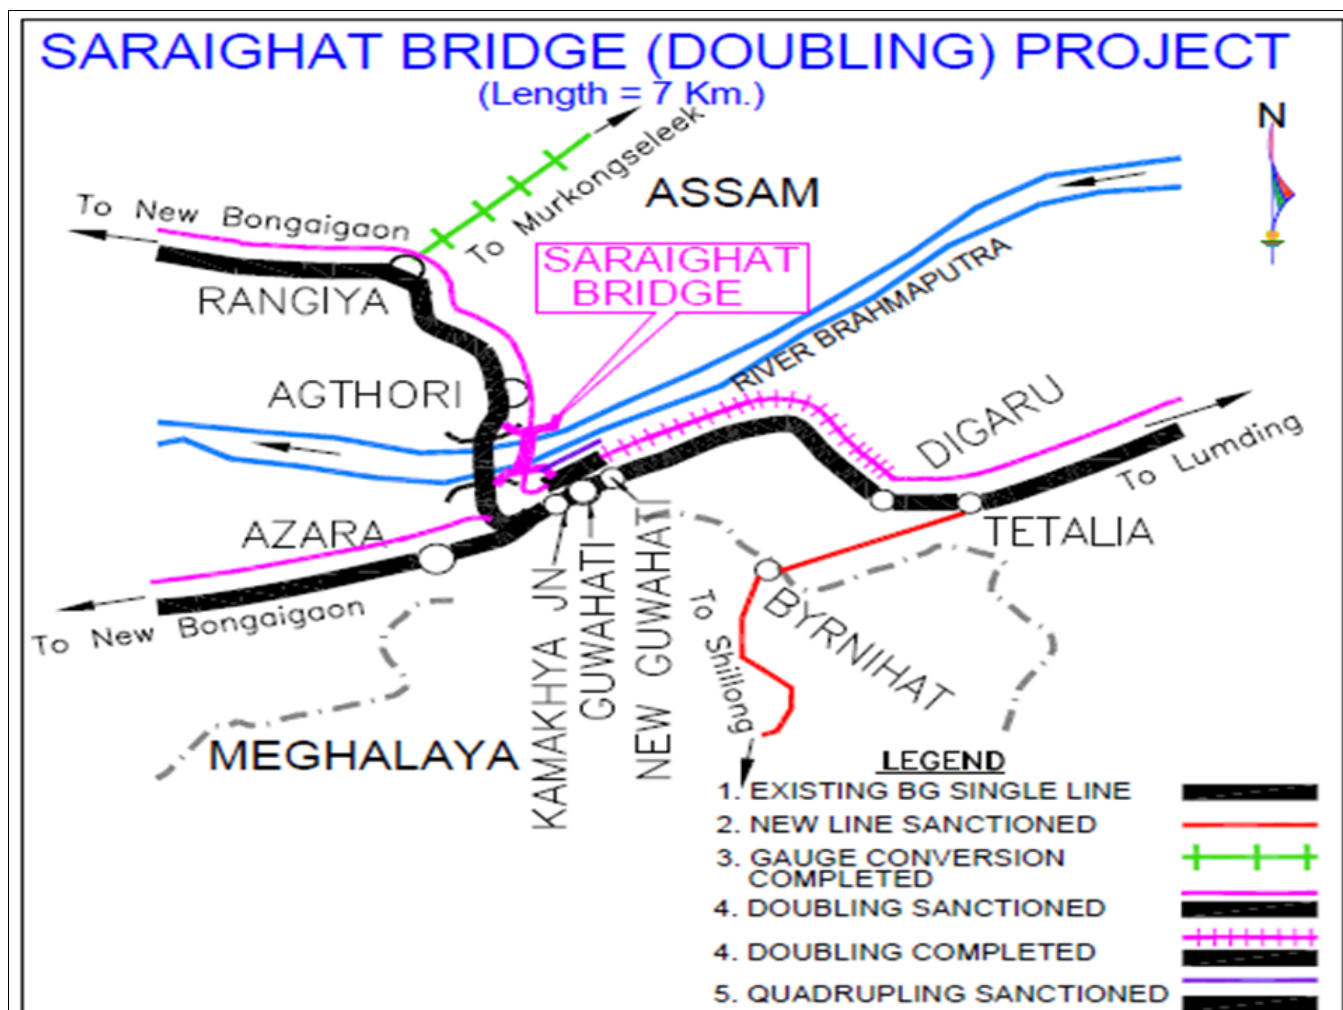 SARAIGHAT BRIDGE (DOUBLING) PROJECT
(Length = 7 Km.)
N
To Murkongseleek
ASSAM
To New Bongaigaon
SARAIGHAT
BRIDGE
RANGIYA
RIVER BRAHMAPUTRA
AGTHORI
DIGARU
To Lumding
AZARA
TETALIA
To New Bongaigaon
KAMAKHYA JN
GUWAHATI
NEW GUWAHATI
To Shillong
BYRNIHAT
MEGHALAYA
LEGEND
1. EXISTING BG SINGLE LINE
2. NEW LINE SANCTIONED
3. GAUGE CONVERSION
COMPLETED
4. DOUBLING SANCTIONED
4. DOUBLING COMPLETED
5. QUADRUPLING SANCTIONED